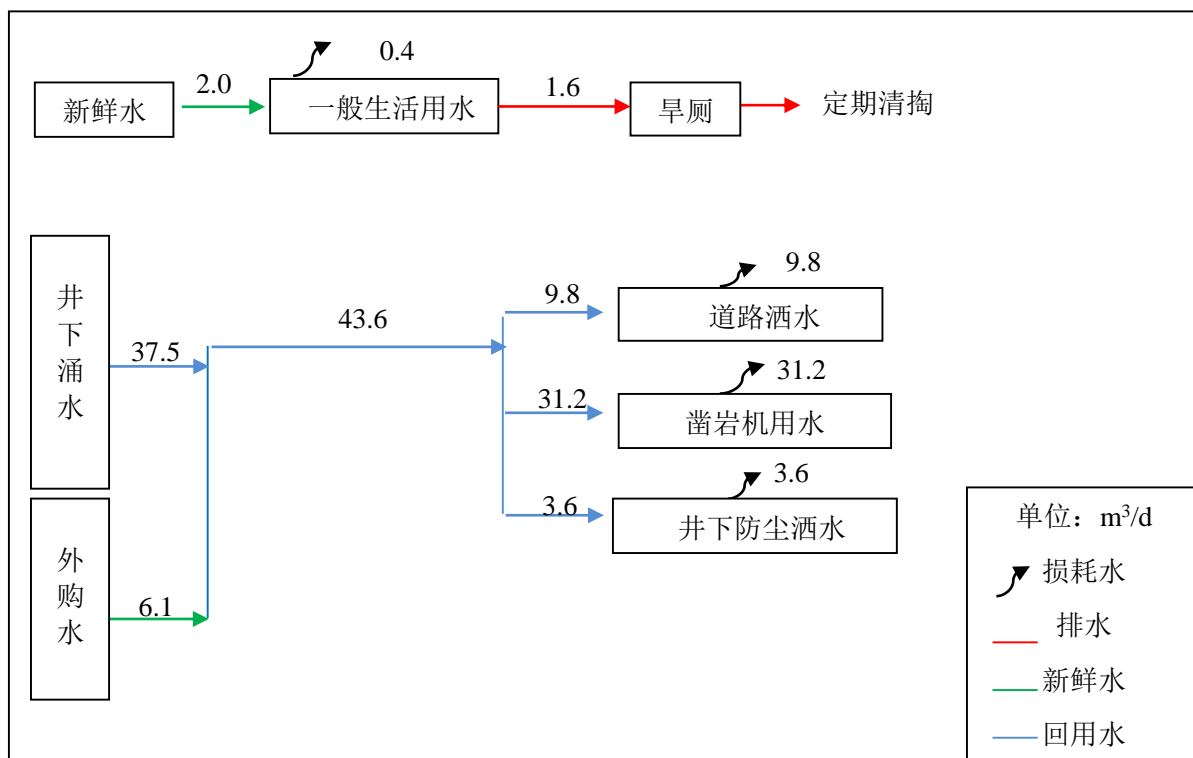 0.4
新鲜水
2.0
一般生活用水
1.6
旱厕
定期清掏
井下涌水
37.5
43.6
9.8
9.8
道路洒水
31.2
31.2
凿岩机用水
3.6
3.6
井下防尘洒水
外购水
6.1
单位：m³/d
损耗水
排水
新鲜水
回用水